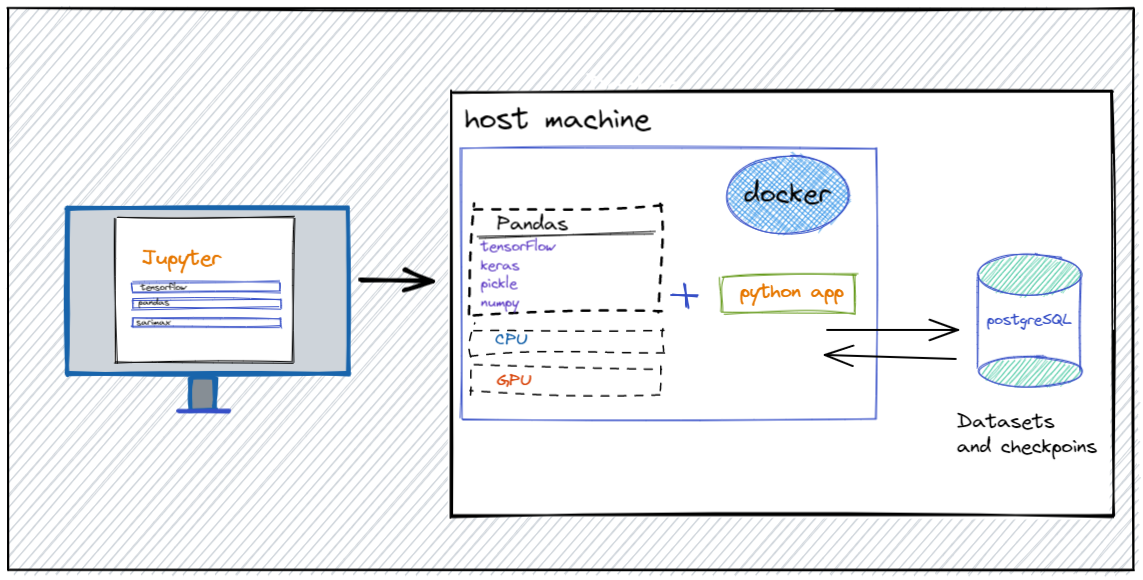 host machine
docker
Pandas
tensorflow
keras
pickle
numpy
CPU
GPU
+
python app
Jupyter
tensorflow
pandas
sarimax
postgreSQL
Datasets
and checkpoins